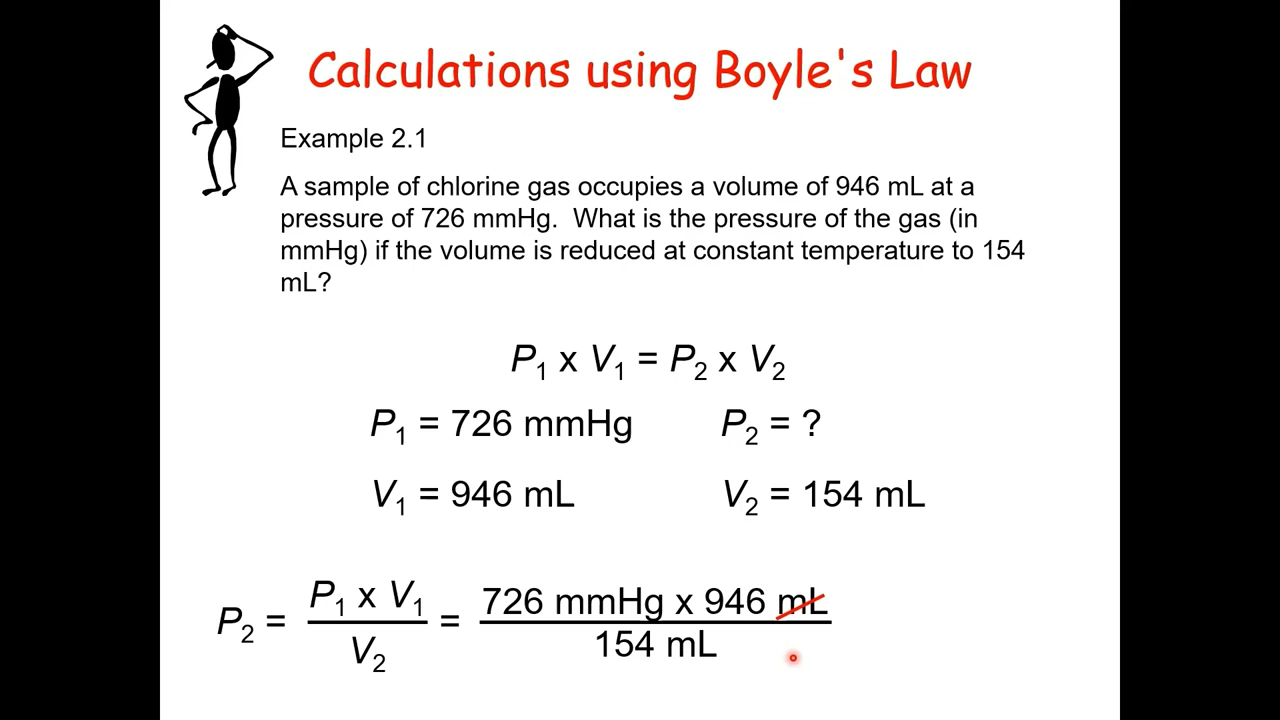 Calculations using Boyle's Law
Example 2.1
A sample of chlorine gas occupies a volume of 946 mL at a
pressure of 726 mmHg.  What is the pressure of the gas (in
mmHg) if the volume is reduced at constant temperature to 154
mL?
P₁ x V₁ = P₂ x V₂
P₁ = 726 mmHg P₂ = ?
V₁ = 946 mL V₂ = 154 mL
P₁ x V₁ 726 mmHg x 946 mL
P₂ = =
V₂ 154 mL